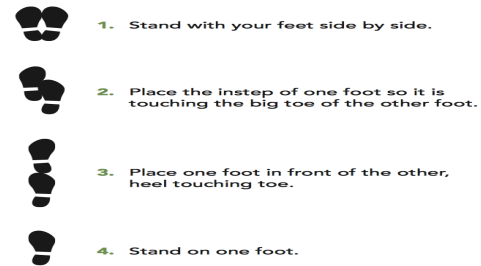 1. Stand with your feet side by side.
2. Place the instep of one foot so it is
touching the big toe of the other foot.
3. Place one foot in front of the other,
heel touching toe.
4. Stand on one foot.